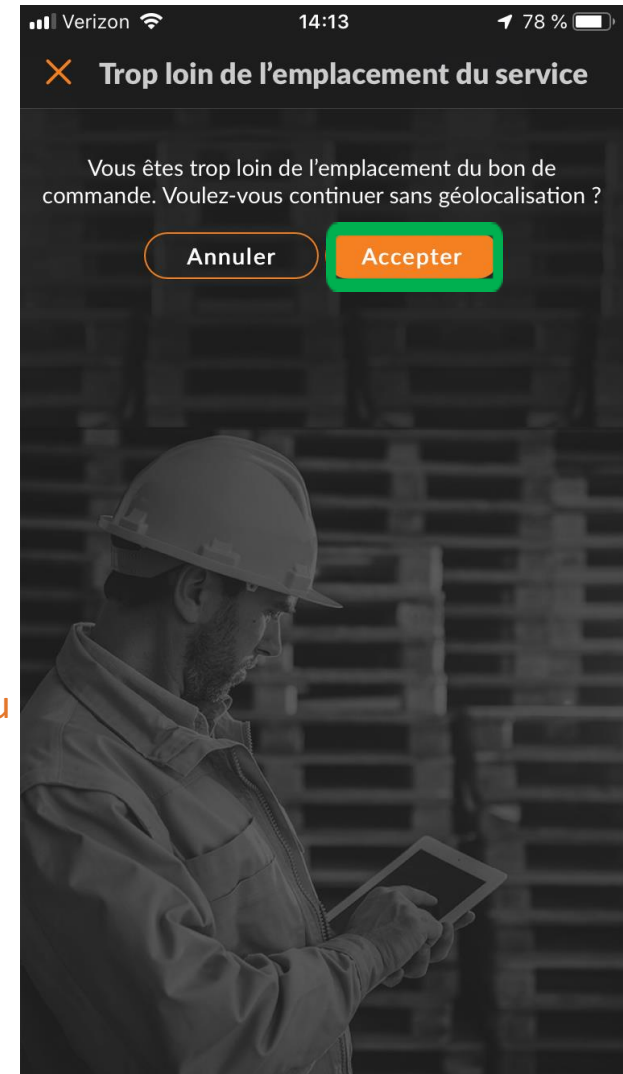 Verizon 14:13 78 %
Trop loin de l’emplacement du service
Vous êtes trop loin de l’emplacement du bon de
commande. Voulez-vous continuer sans géolocalisation ?
Annuler Accepter